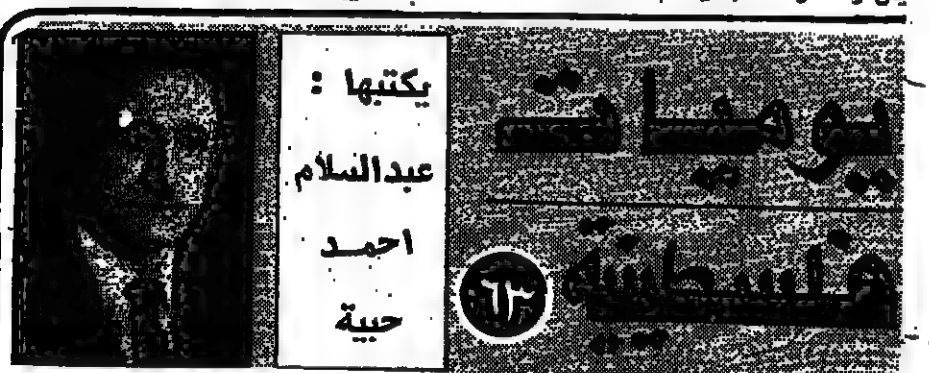 يوميات
فلسطينية
٦٣
يكتبها :
عبدالسلام
احمد
حبية